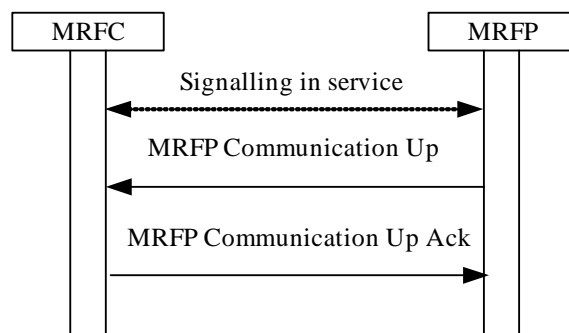 MRFC
MRFP
Signalling in service
MRFP Communication Up
MRFP Communication Up Ack